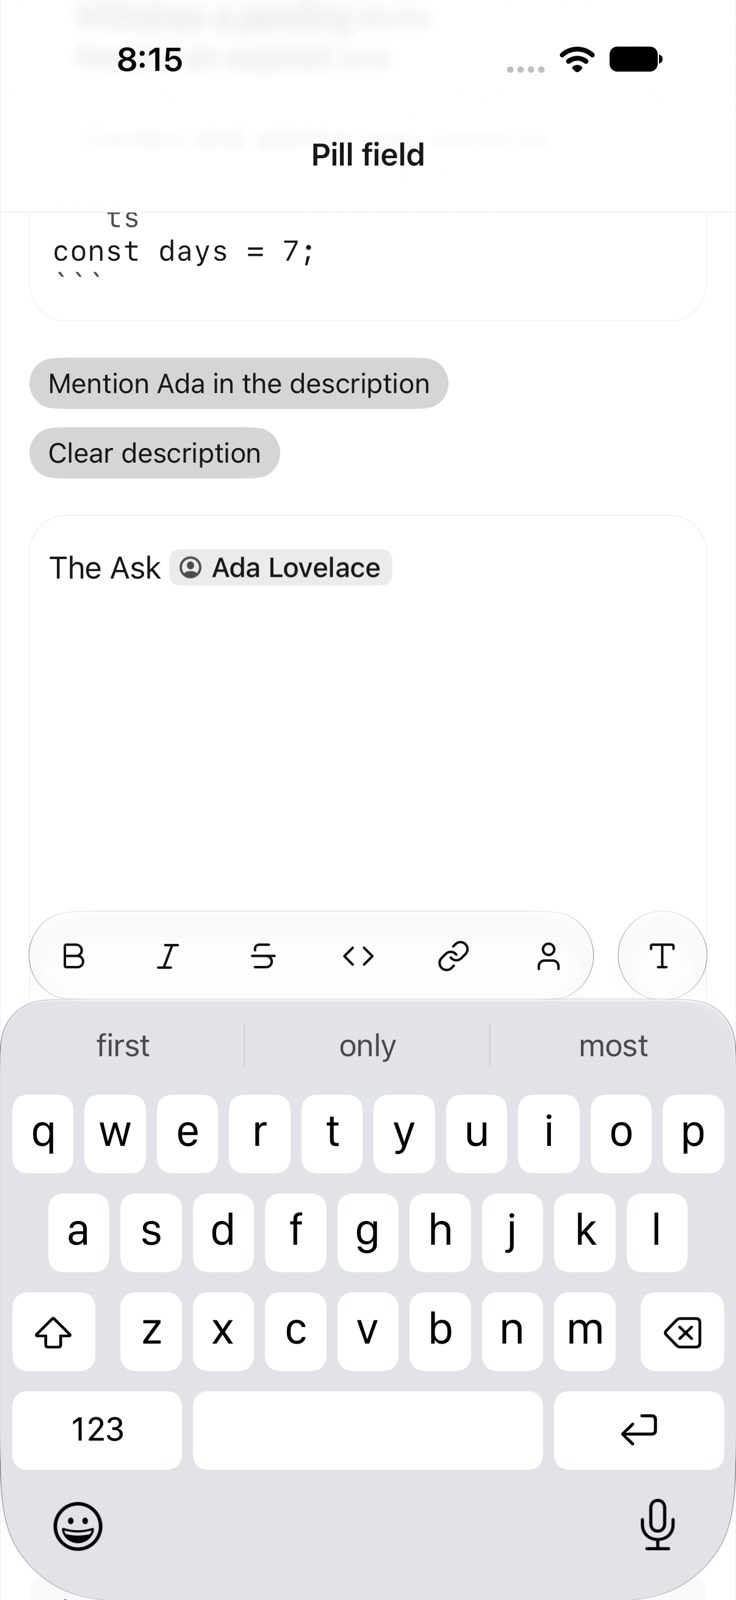 8:15
Pill field
ts
const days = 7;
```
Mention Ada in the description
Clear description
The Ask Ada Lovelace
B I S <> T
first only most
q w e r t y u i o p
a s d f g h j k l
z x c v b n m
123